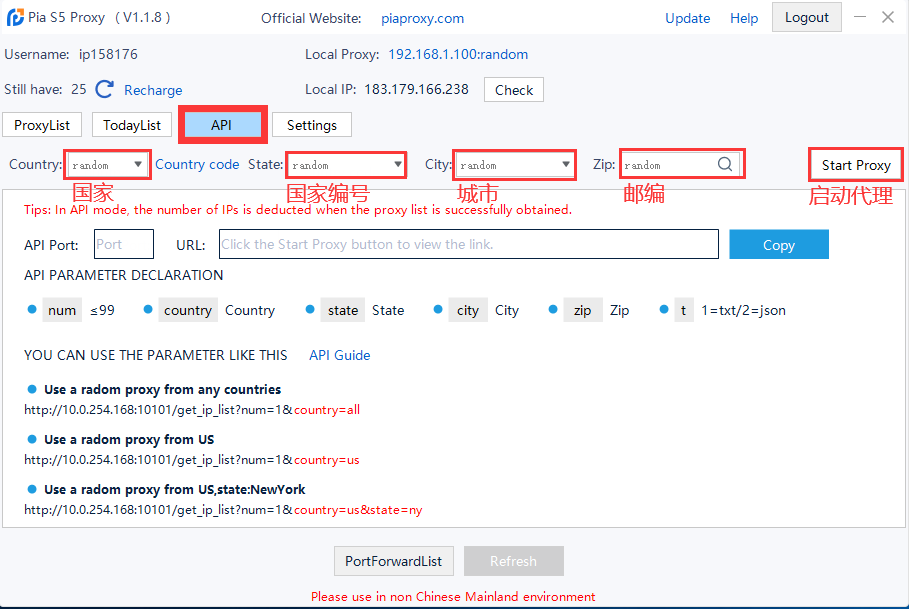 Pia S5 Proxy ( V1.1.8 ) Official Website: piaproxy.com Update Help Logout
Username: ip158176 Local Proxy: 192.168.1.100:random
Still have: 25 Recharge Local IP: 183.179.166.238 Check
ProxyList TodayList API Settings
Country: random Country code State: random City: random Zip: random Start Proxy
国家 国家编号 城市 邮编 启动代理
Tips: In API mode, the number of IPs is deducted when the proxy list is successfully obtained.
API Port: Port URL: Click the Start Proxy button to view the link. Copy
API PARAMETER DECLARATION
num ≤99 country Country state State city City zip Zip t 1=txt/2=json
YOU CAN USE THE PARAMETER LIKE THIS API Guide
Use a radom proxy from any countries
http://10.0.254.168:10101/get_ip_list?num=1&country=all
Use a radom proxy from US
http://10.0.254.168:10101/get_ip_list?num=1&country=us
Use a radom proxy from US,state:NewYork
http://10.0.254.168:10101/get_ip_list?num=1&country=us&state=ny
PortForwardList Refresh
Please use in non Chinese Mainland environment